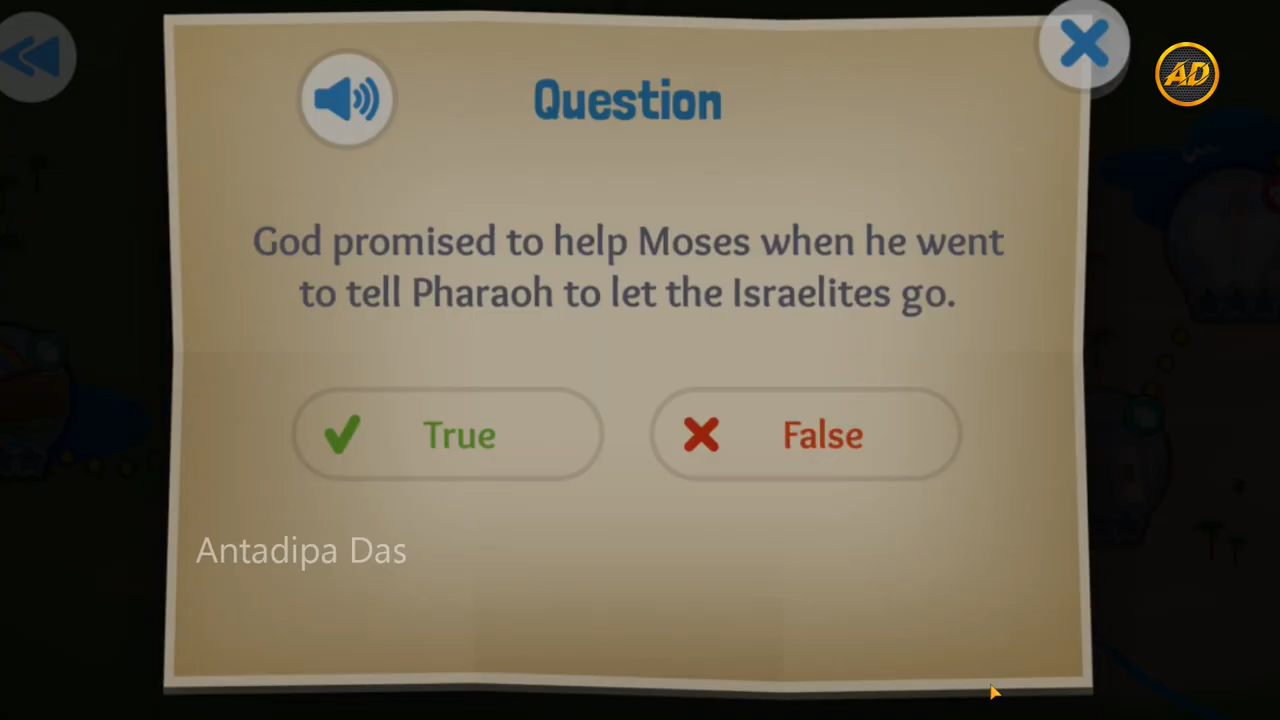 AD
Question
God promised to help Moses when he went
to tell Pharaoh to let the Israelites go.
True
False
Antadipa Das